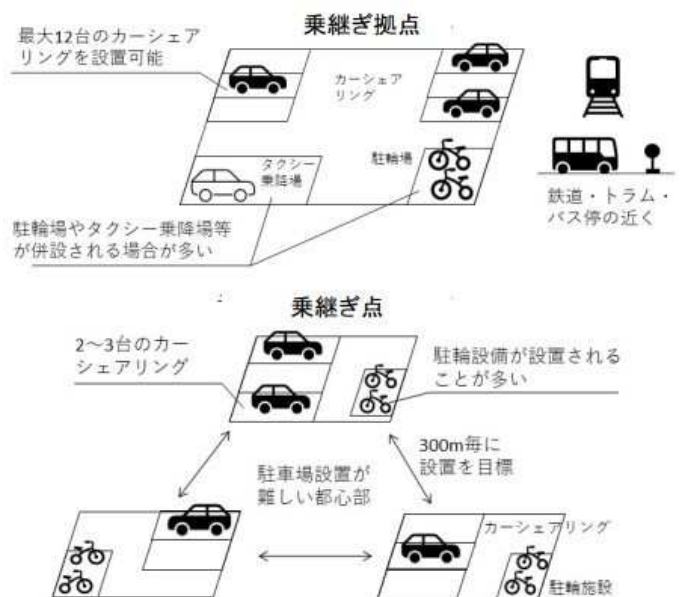 乗継ぎ拠点
最大12台のカーシェア
リングを設置可能
カーシェア
リング
タクシー
乗降場
駐輪場
鉄道・トラム・
バス停の近く
駐輪場やタクシー乗降場等
が併設される場合が多い
乗継ぎ点
2～3台のカー
シェアリング
駐輪設備が設置される
ことが多い
300m毎に
設置を目標
駐車場設置が
難しい都心部
カーシェアリング
駐輪施設